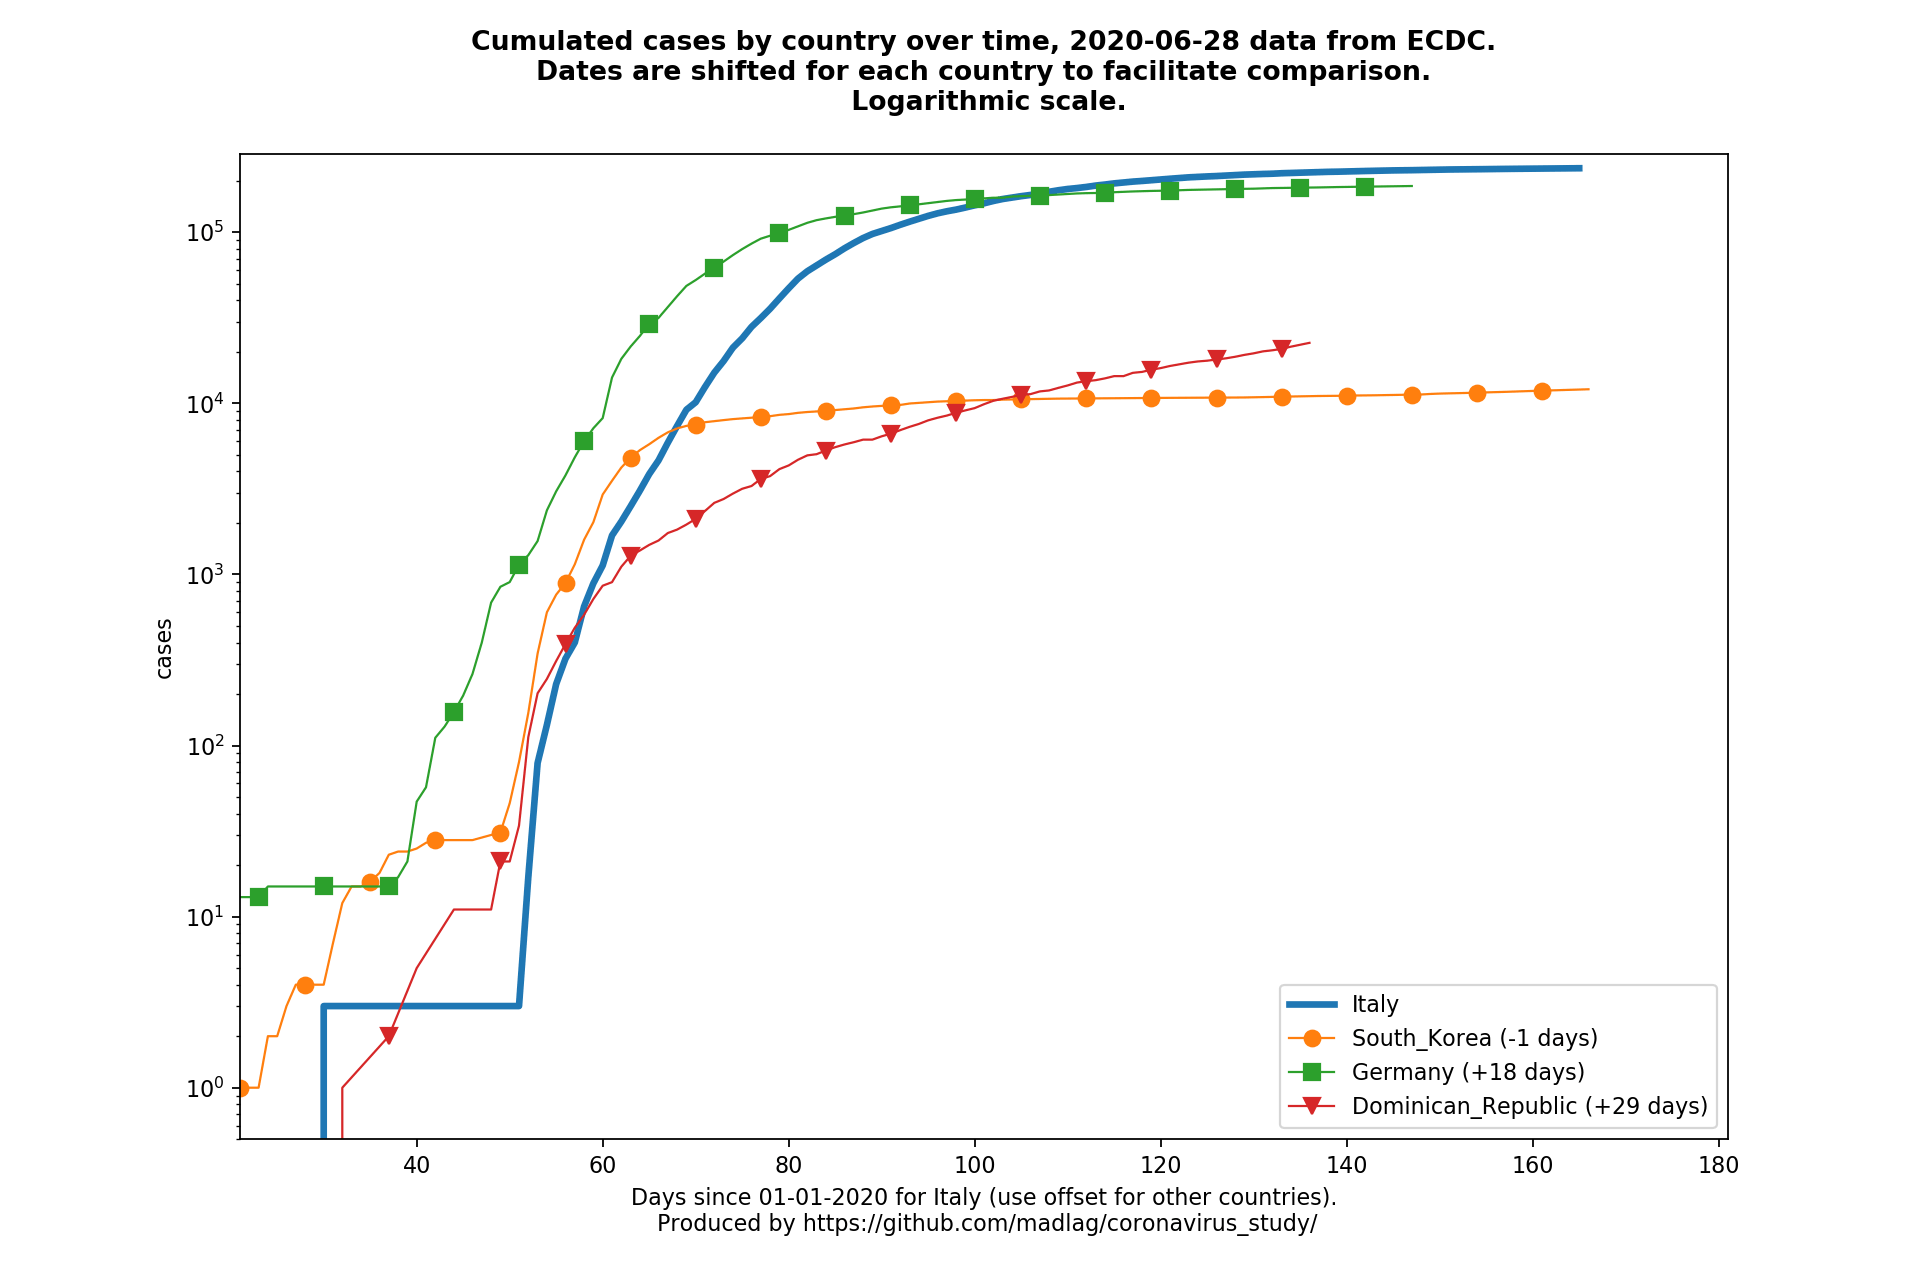 Cumulated cases by country over time, 2020-06-28 data from ECDC.
Dates are shifted for each country to facilitate comparison.
Logarithmic scale.
10^5
10^4
10^3
10^2
10^1
10^0
cases
40 60 80 100 120 140 160 180
Italy
South_Korea (-1 days)
Germany (+18 days)
Dominican_Republic (+29 days)
Days since 01-01-2020 for Italy (use offset for other countries).
Produced by https://github.com/madlag/coronavirus_study/